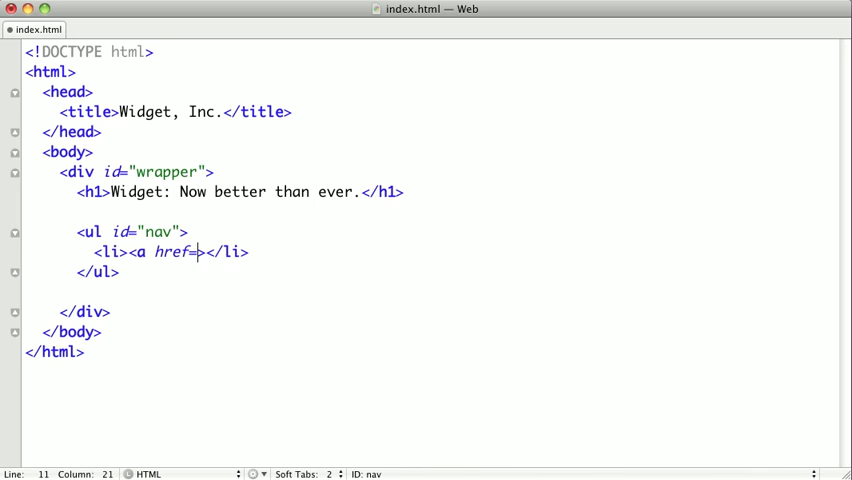 index.html — Web
index.html
<!DOCTYPE html>
<html>
<head>
<title>Widget, Inc.</title>
</head>
<body>
<div id="wrapper">
<h1>Widget: Now better than ever.</h1>
<ul id="nav">
<li><a href=></li>
</ul>
</div>
</body>
</html>
Line: 11 Column: 21 L HTML Soft Tabs: 2 ID: nav